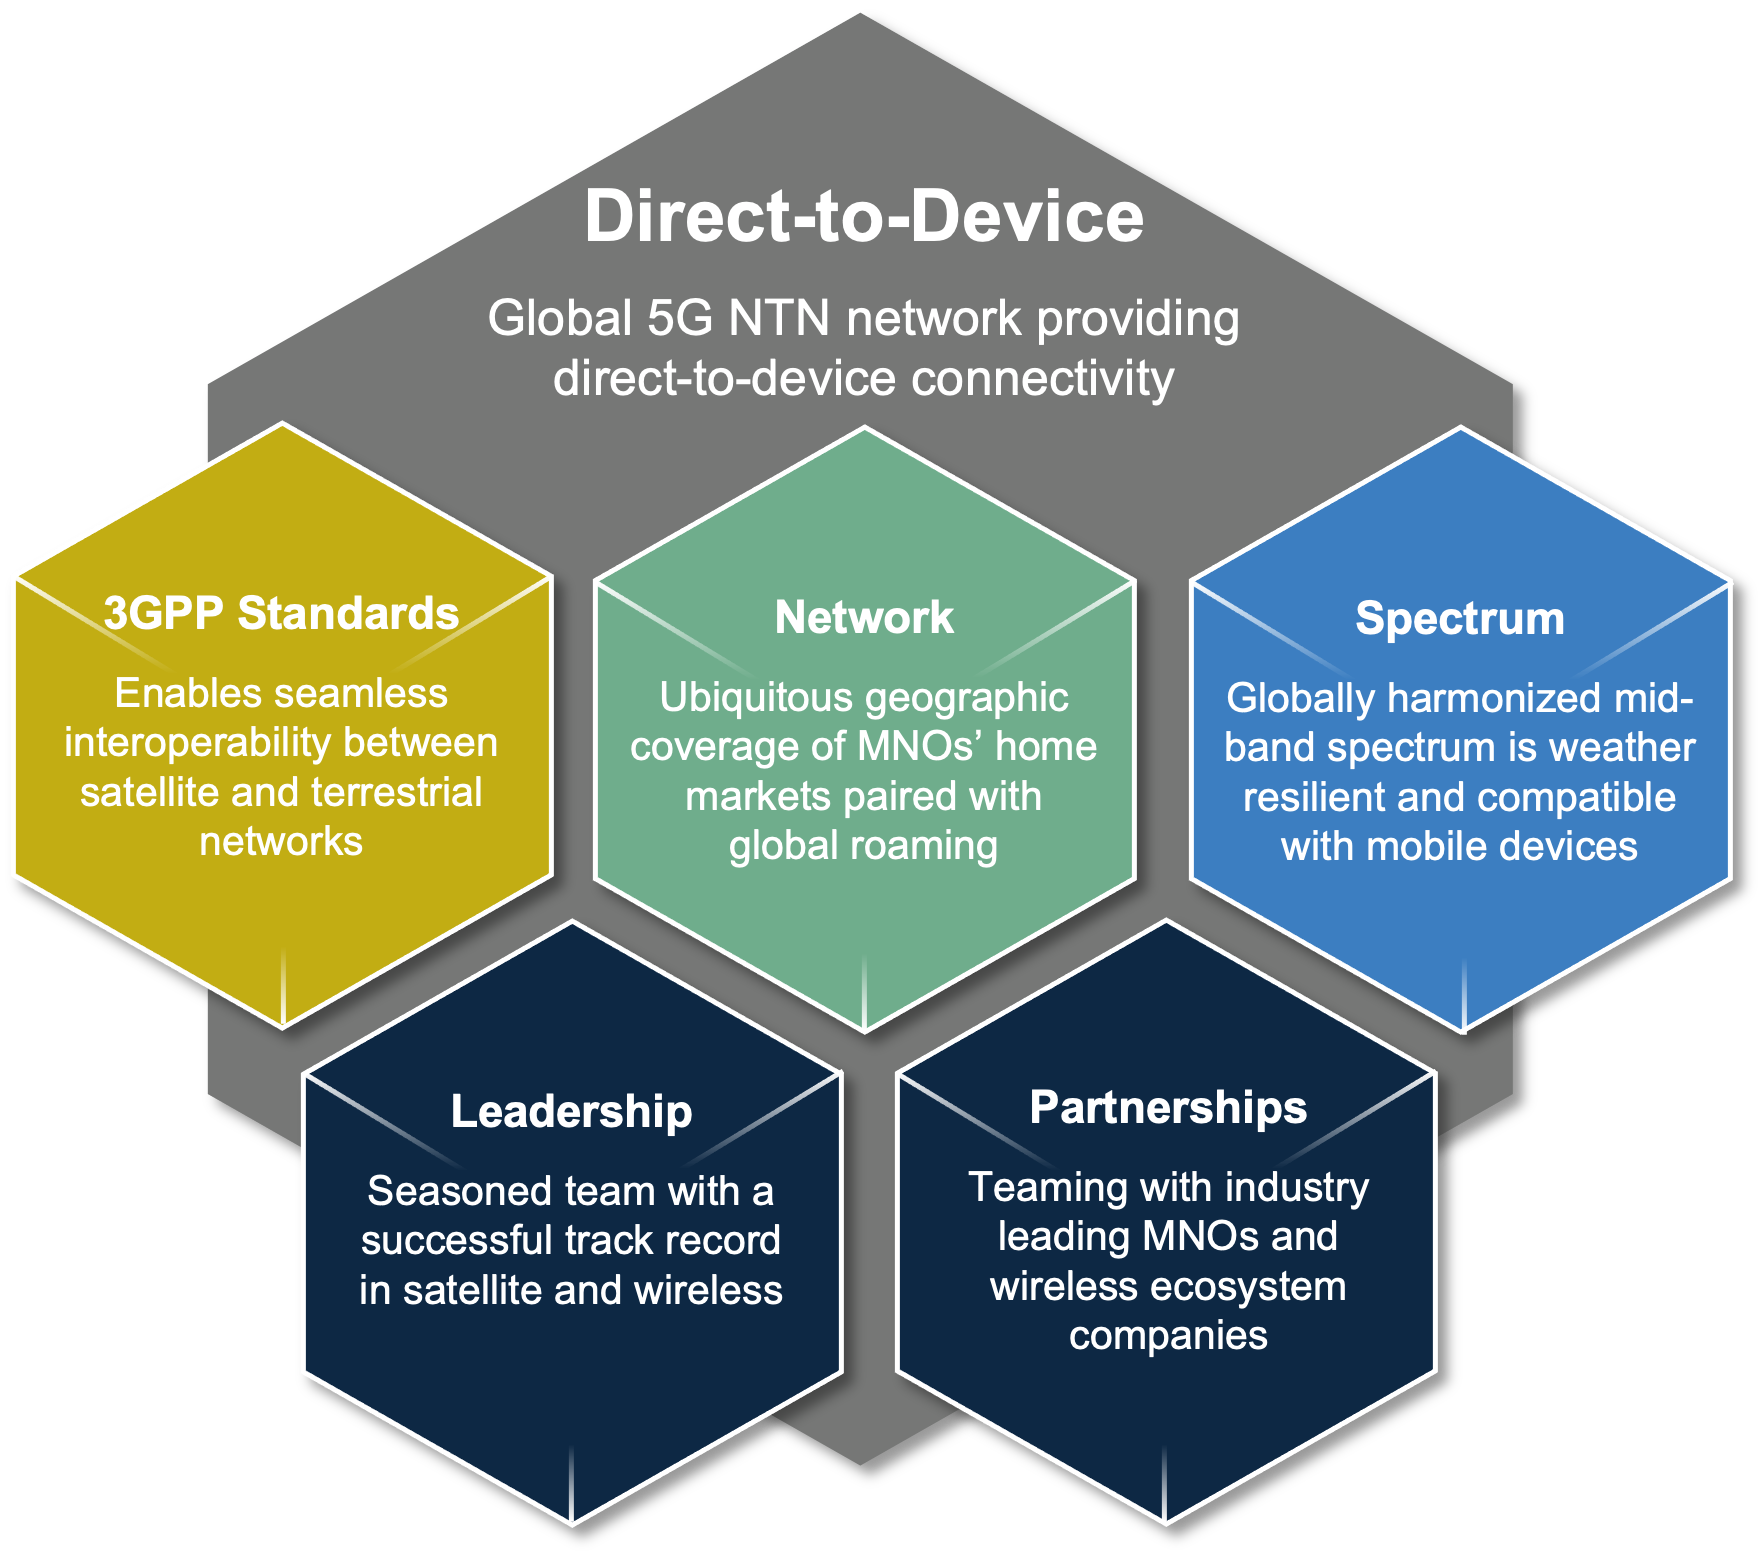 Direct-to-Device
Global 5G NTN network providing
direct-to-device connectivity
3GPP Standards
Enables seamless
interoperability between
satellite and terrestrial
networks
Network
Ubiquitous geographic
coverage of MNOs’ home
markets paired with
global roaming
Spectrum
Globally harmonized mid-
band spectrum is weather
resilient and compatible
with mobile devices
Leadership
Seasoned team with a
successful track record
in satellite and wireless
Partnerships
Teaming with industry
leading MNOs and
wireless ecosystem
companies